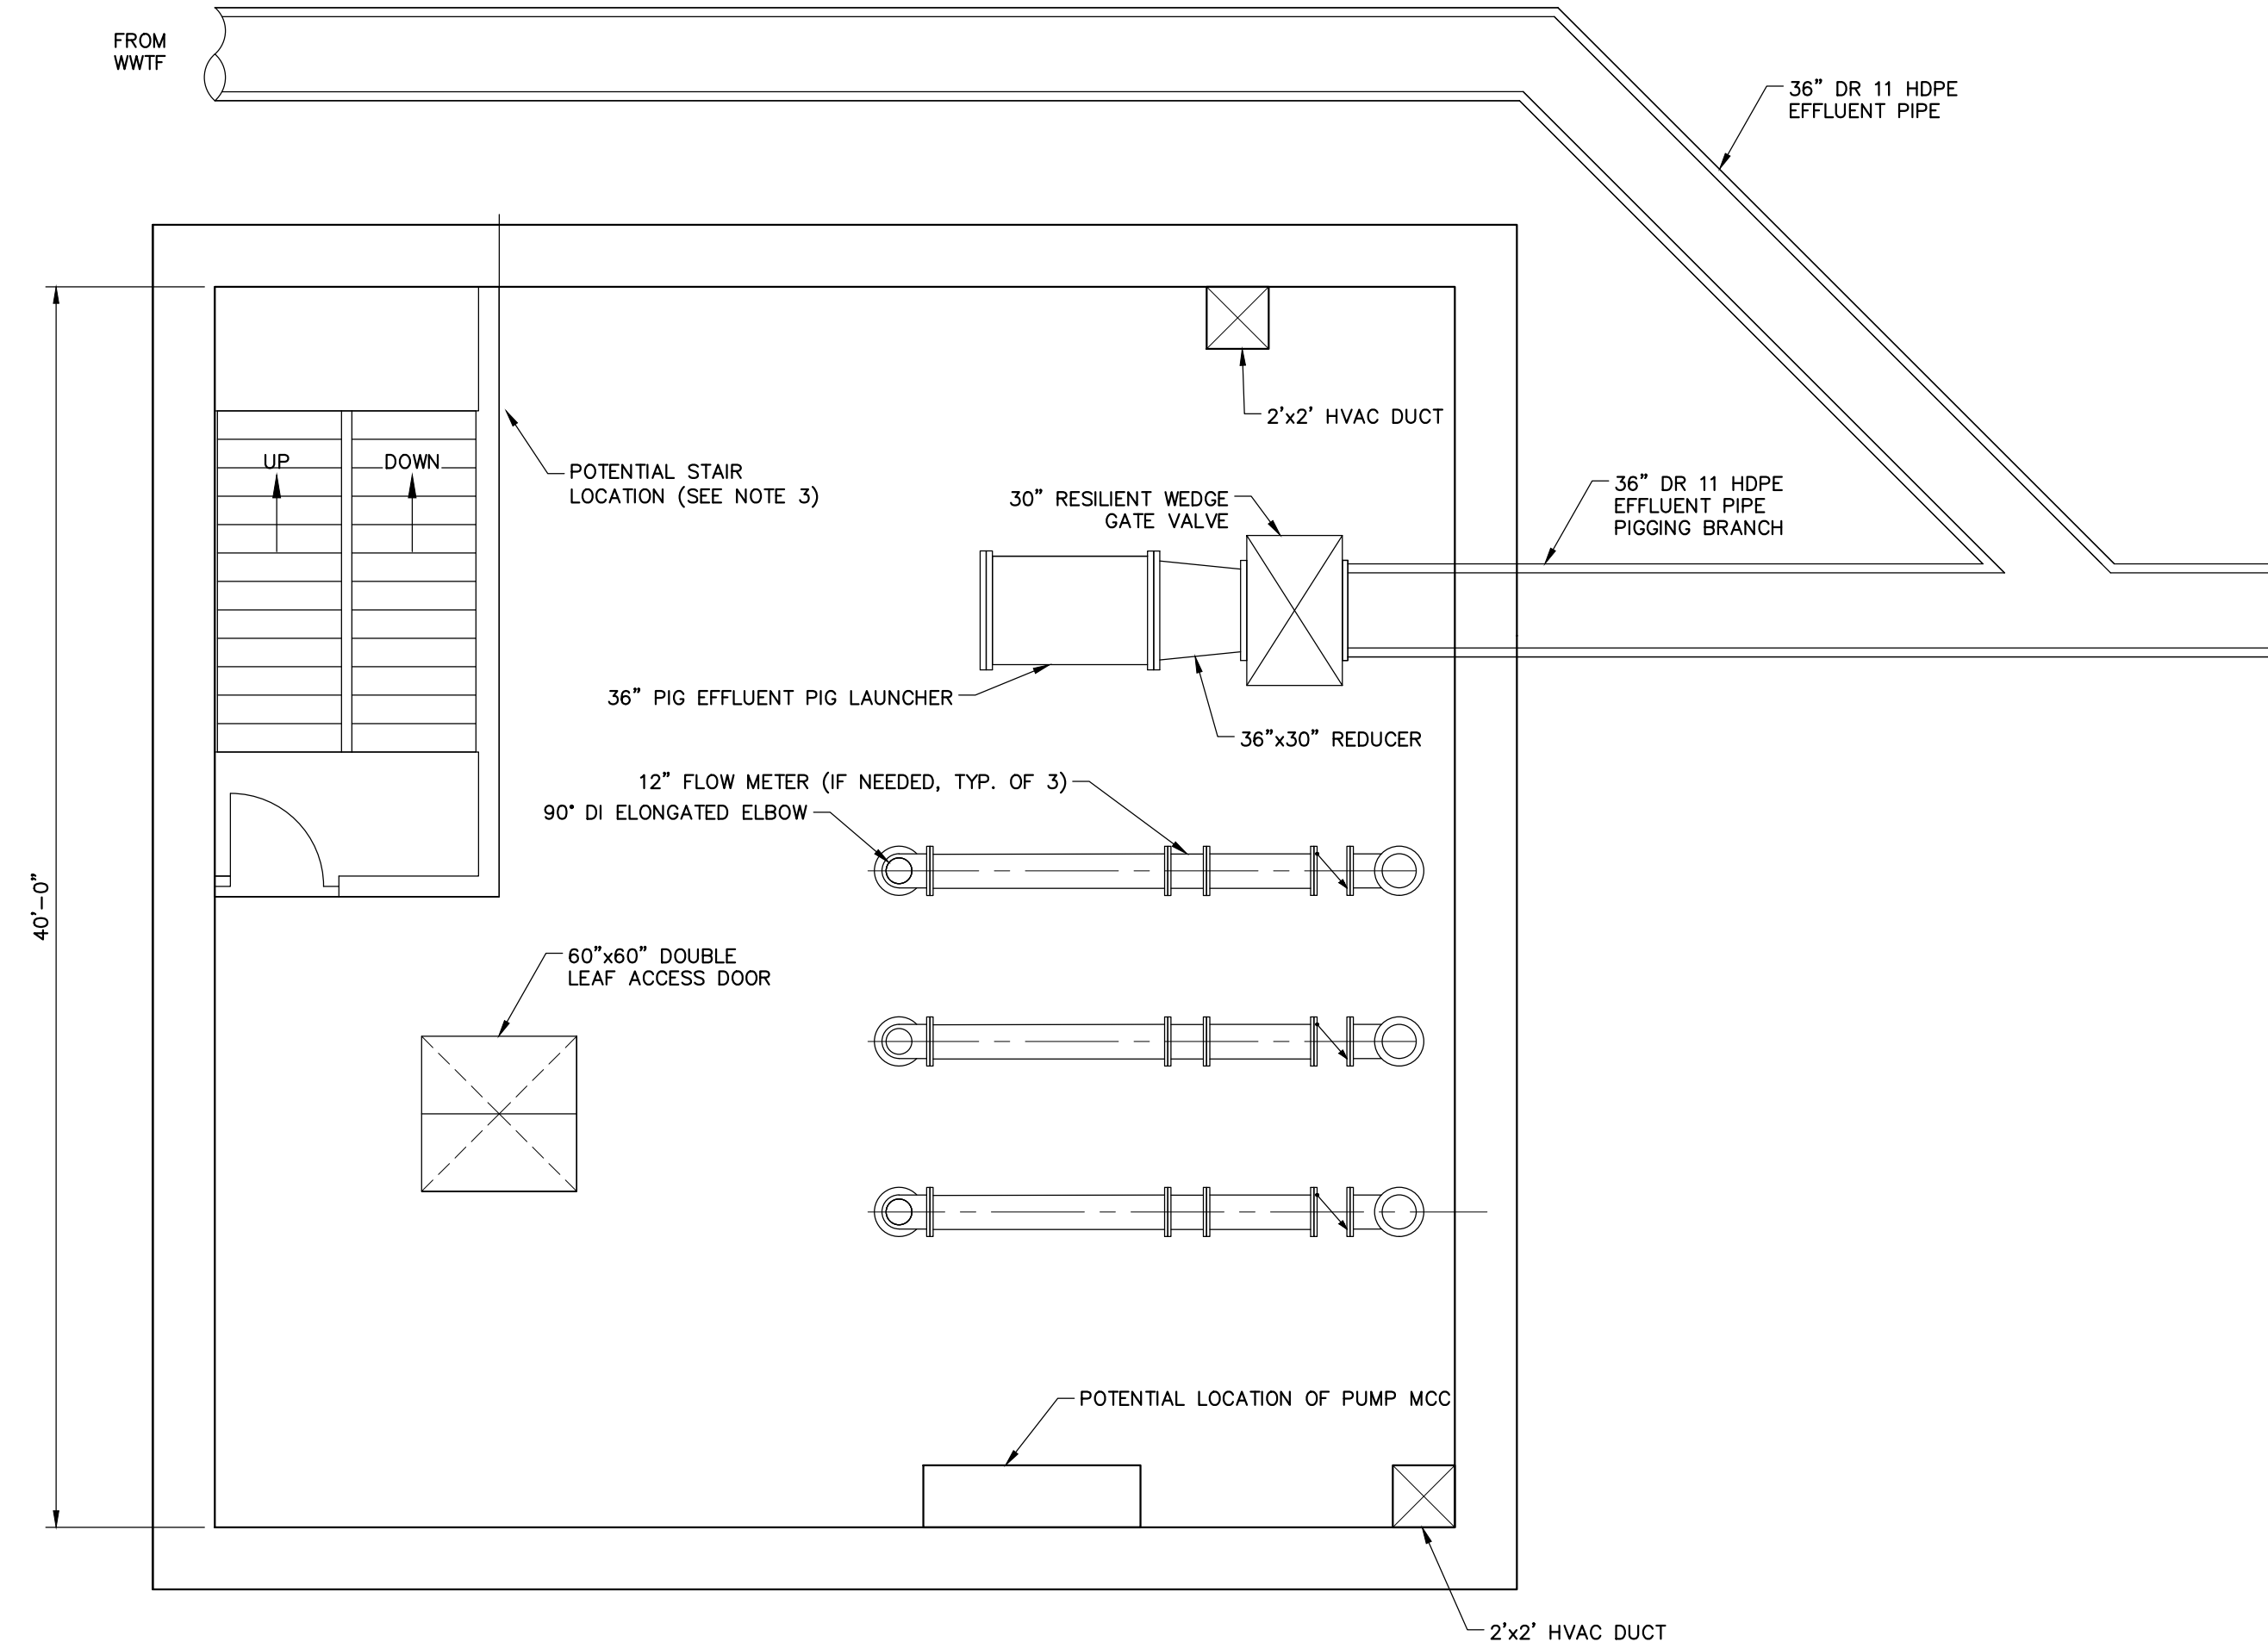 FROM
WWTF
36" DR 11 HDPE
EFFLUENT PIPE
2'x2' HVAC DUCT
UP
DOWN
POTENTIAL STAIR
LOCATION (SEE NOTE 3)
30" RESILIENT WEDGE
GATE VALVE
36" DR 11 HDPE
EFFLUENT PIPE
PIGGING BRANCH
36" PIG EFFLUENT PIG LAUNCHER
36"x30" REDUCER
12" FLOW METER (IF NEEDED, TYP. OF 3)
90° DI ELONGATED ELBOW
40'-0"
60"x60" DOUBLE
LEAF ACCESS DOOR
POTENTIAL LOCATION OF PUMP MCC
2'x2' HVAC DUCT